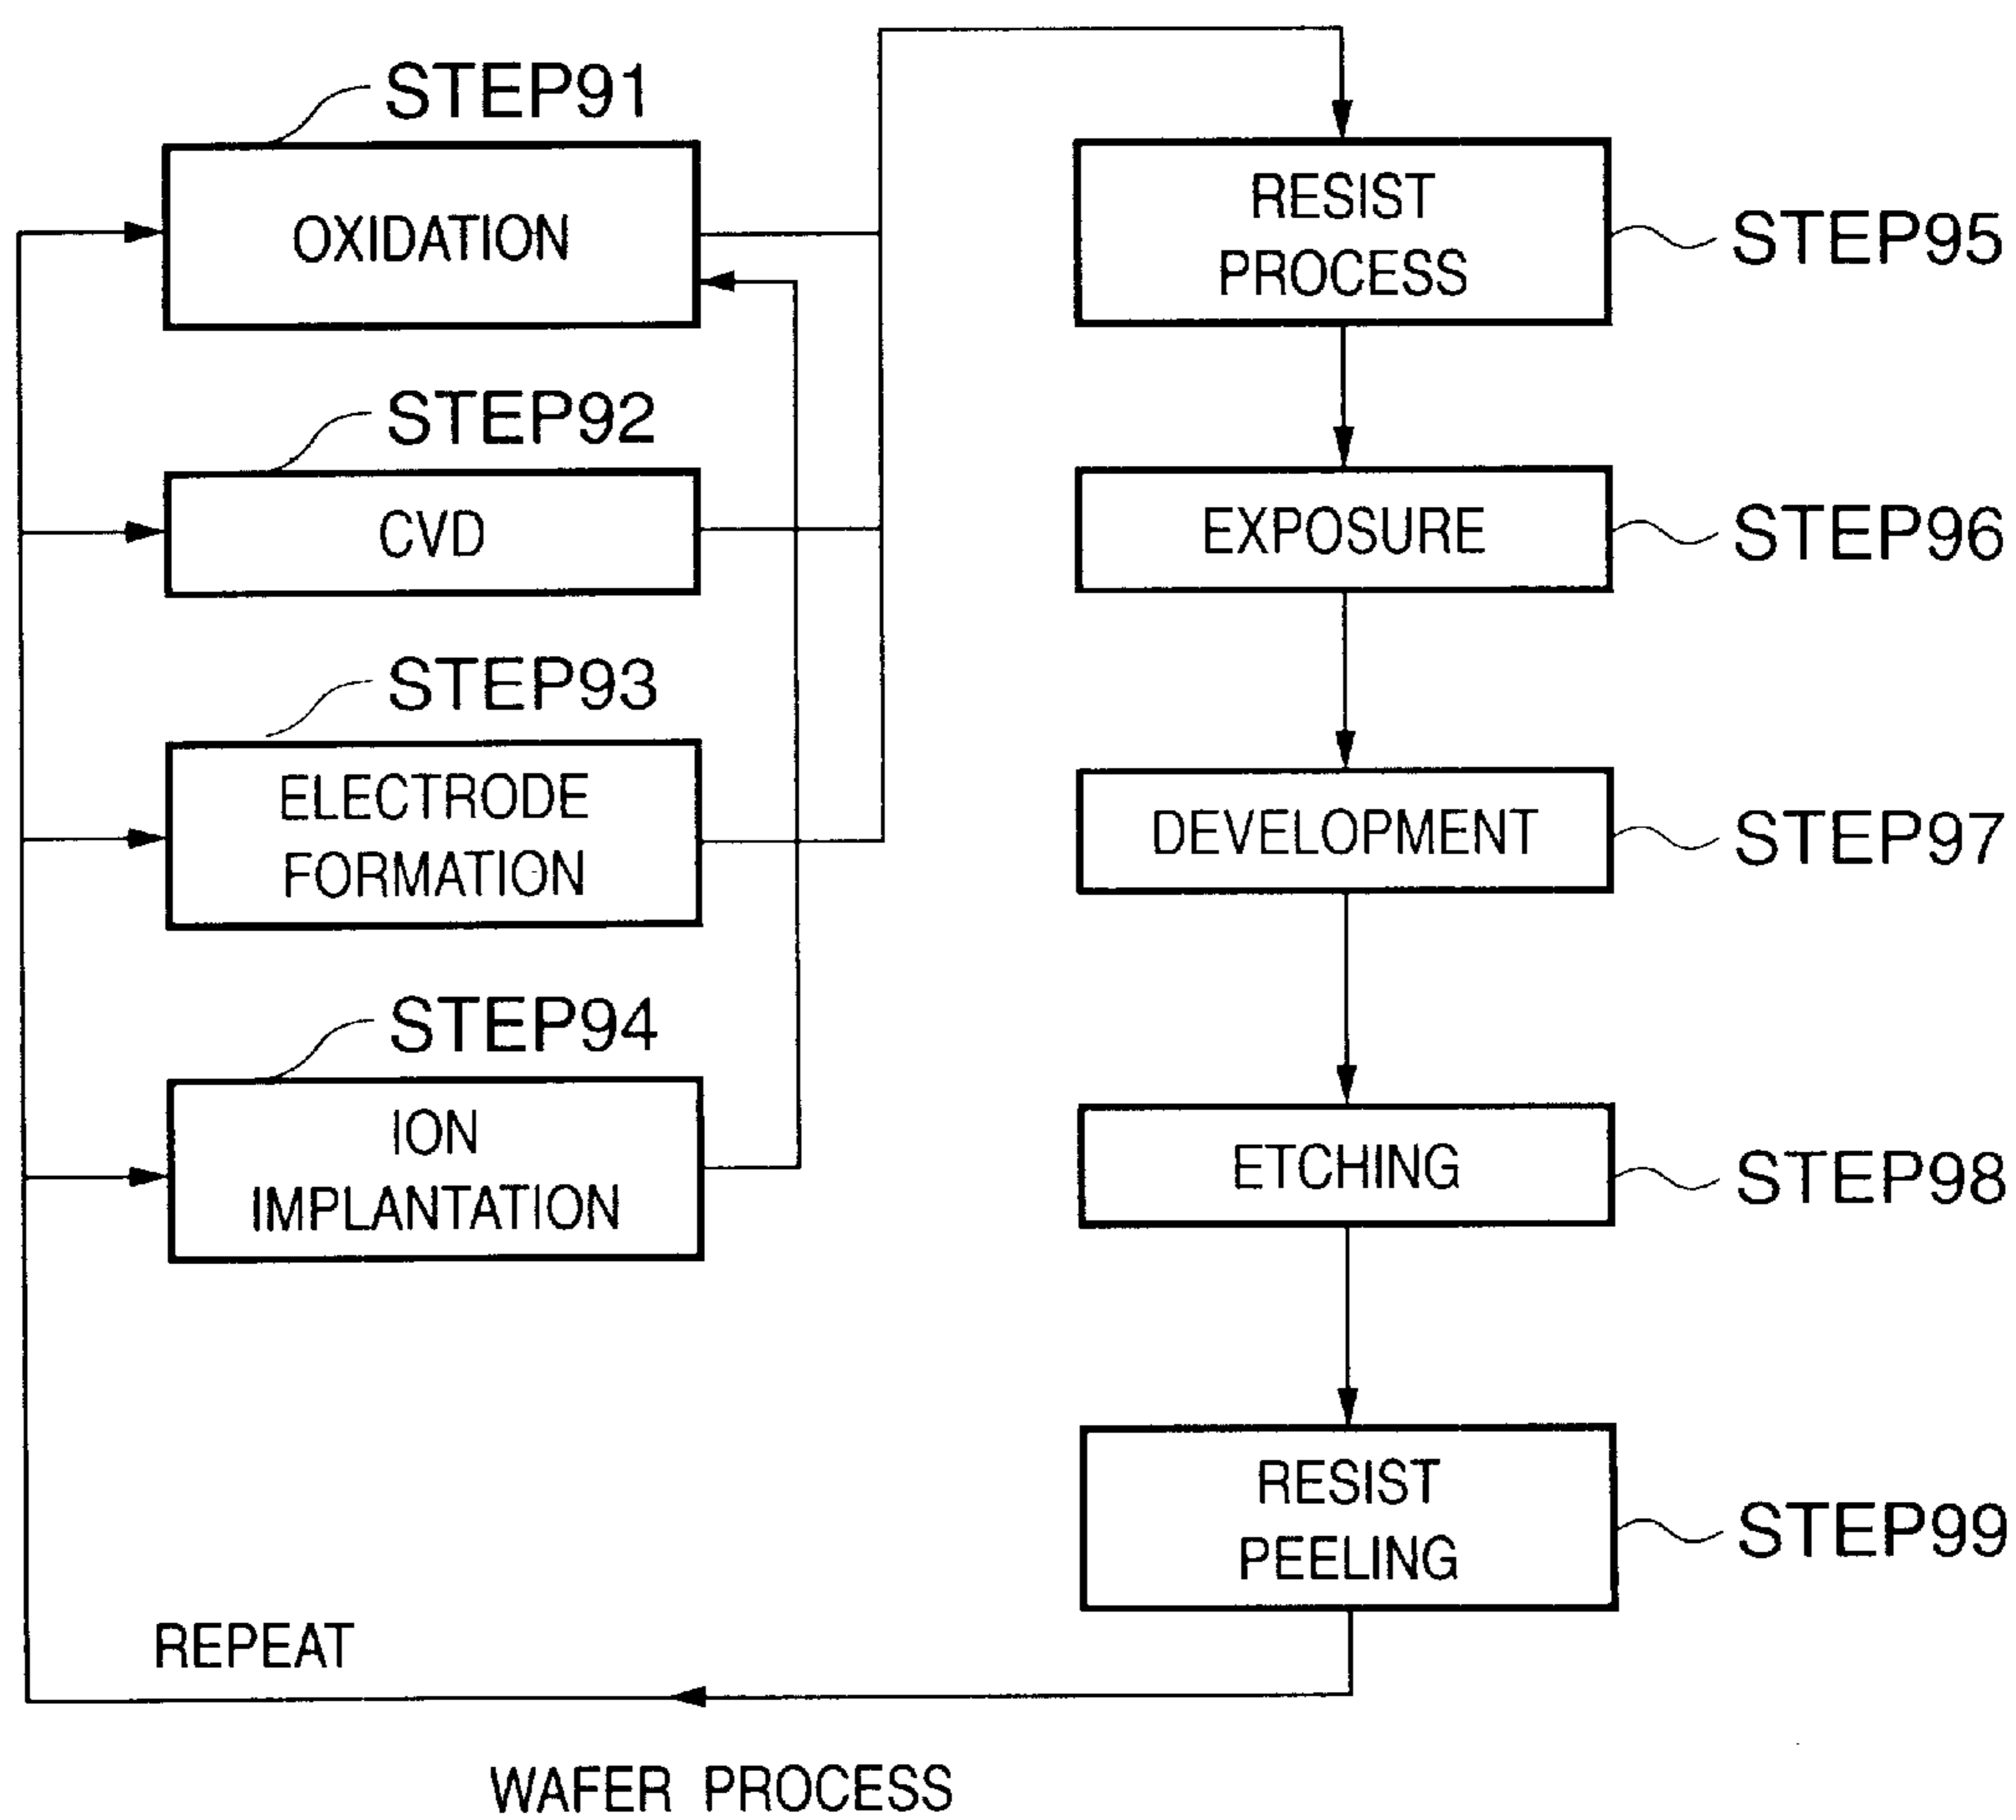 STEP91
OXIDATION
STEP92
CVD
STEP93
ELECTRODE
FORMATION
STEP94
ION
IMPLANTATION
RESIST
PROCESS
STEP95
EXPOSURE
STEP96
DEVELOPMENT
STEP97
ETCHING
STEP98
RESIST
PEELING
STEP99
REPEAT
WAFER PROCESS